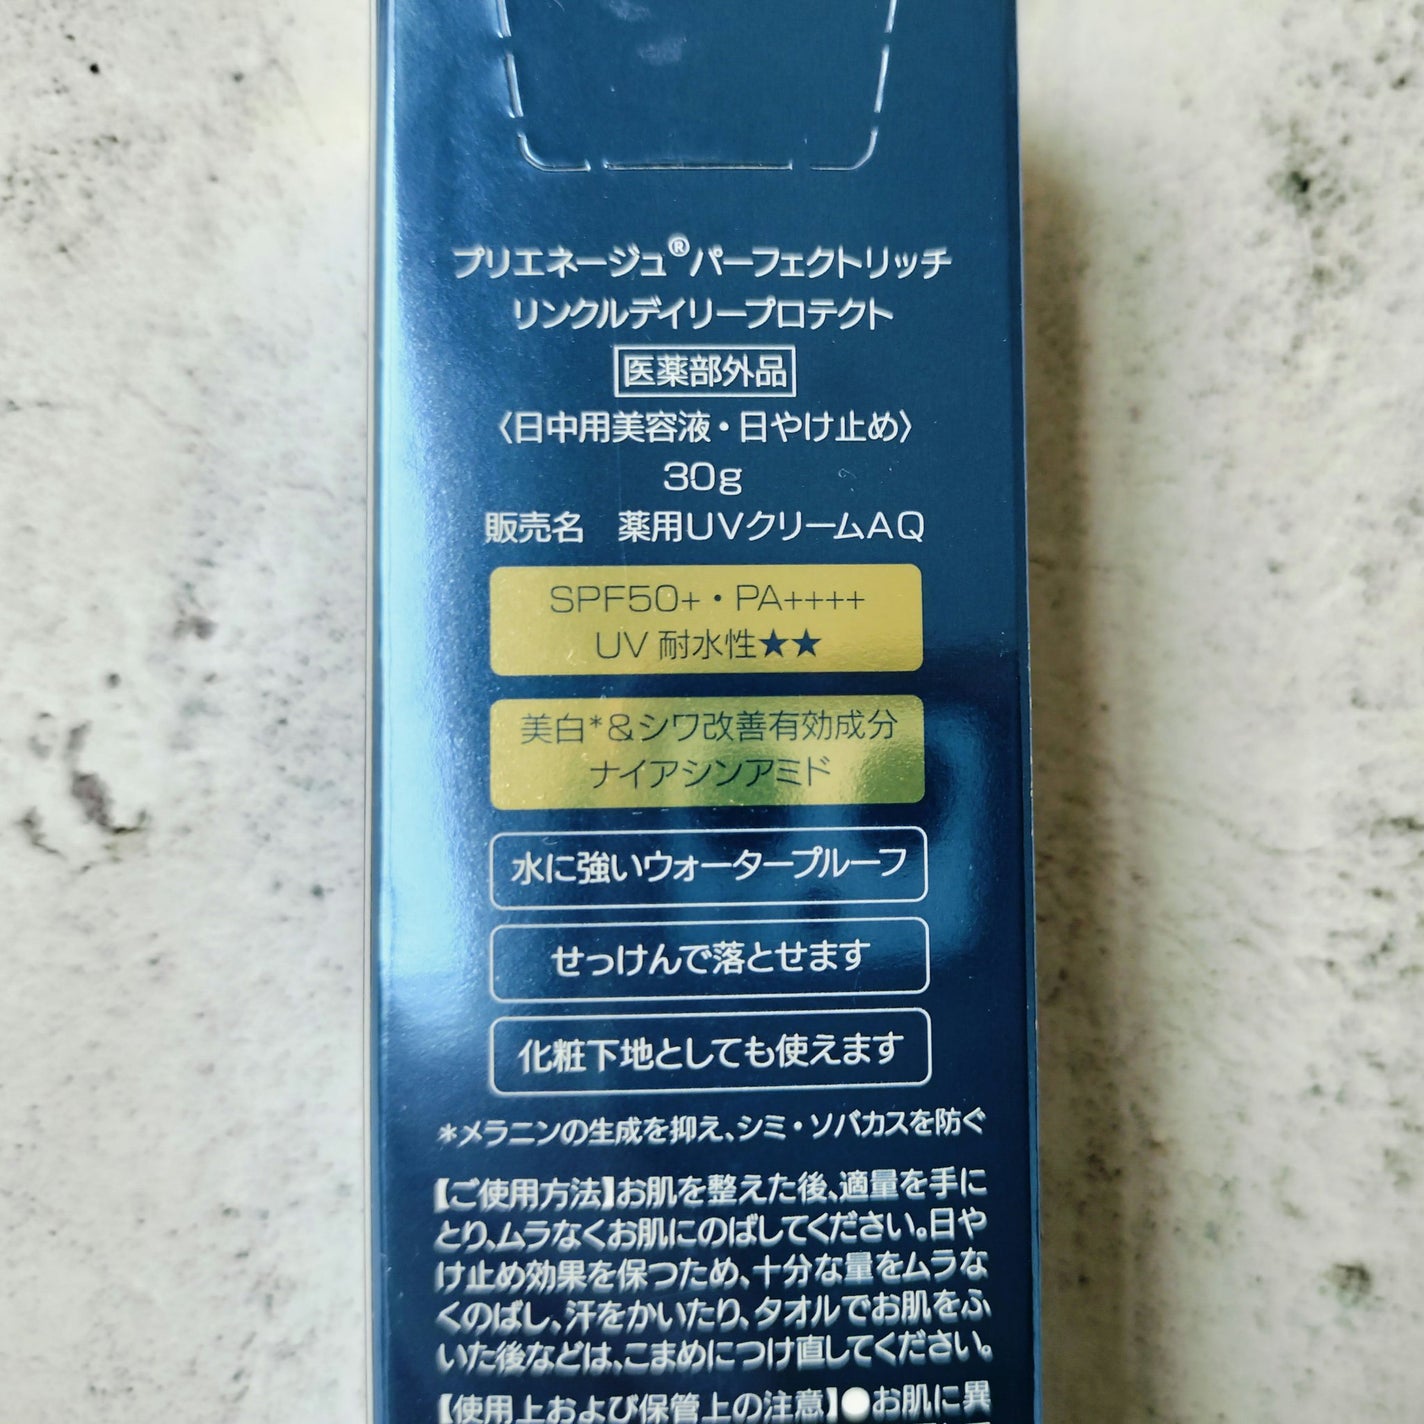 プリエネージュ®パーフェクトリッチ
リンクルデイリープロテクト
医薬部外品
〈日中用美容液・日やけ止め〉
30g
販売名　薬用UVクリームAQ
SPF50+・PA++++
UV 耐水性★★
美白*&シワ改善有効成分
ナイアシンアミド
水に強いウォータープルーフ
せっけんで落とせます
化粧下地としても使えます
*メラニンの生成を抑え、シミ・ソバカスを防ぐ
【ご使用方法】お肌を整えた後、適量を手に
とり、ムラなくお肌にのばしてください。日や
け止め効果を保つため、十分な量をムラな
くのばし、汗をかいたり、タオルでお肌をふ
いた後などは、こまめにつけ直してください。
【使用上および保管上の注意】●お肌に異